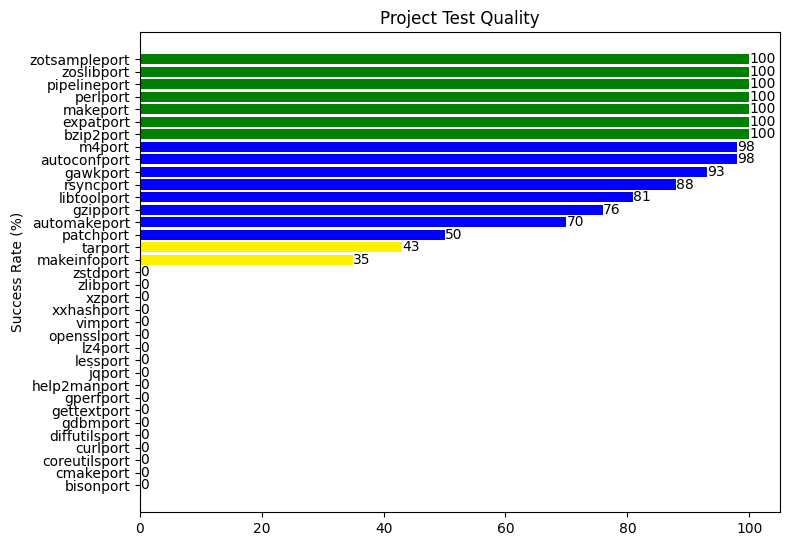 Project Test Quality
Success Rate (%)
zotsampleport 100
zoslibport 100
pipelineport 100
perlport 100
makeport 100
expatport 100
bzip2port 100
m4port 98
autoconfport 98
gawkport 93
rsyncport 88
libtoolport 81
gzipport 76
automakeport 70
patchport 50
tarport 43
makeinfoport 35
zstdport 0
zlibport 0
xzport 0
xxhashport 0
vimport 0
opensslport 0
lz4port 0
lessport 0
jqport 0
help2manport 0
gperfport 0
gettextport 0
gdbmport 0
diffutilsport 0
curlport 0
coreutilsport 0
cmakeport 0
bisonport 0
0 20 40 60 80 100